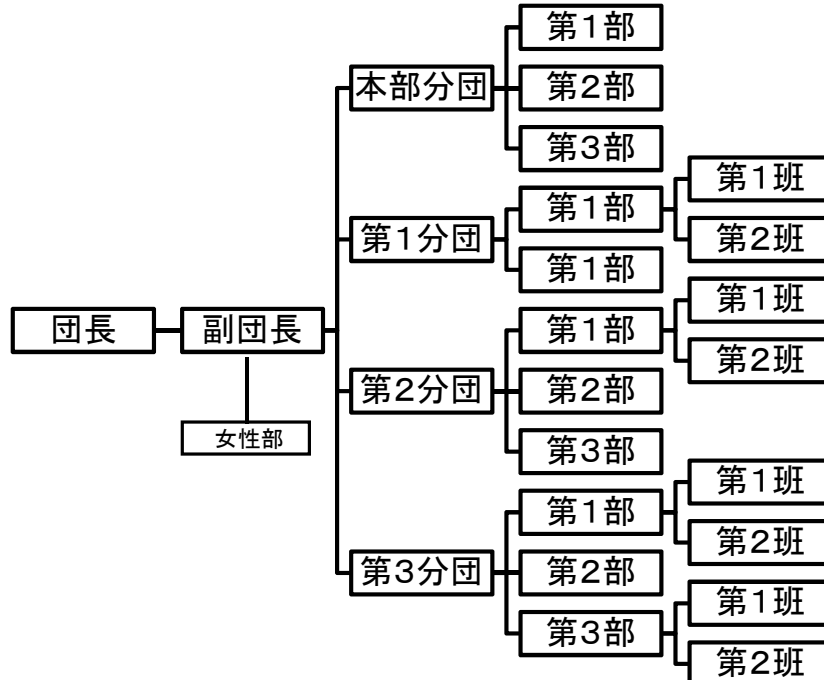 団長
副団長
女性部
本部分団
第1部
第2部
第3部
第1分団
第1部
第1班
第2班
第1部
第2分団
第1部
第1班
第2班
第2部
第3部
第3分団
第1部
第1班
第2班
第2部
第3部
第1班
第2班